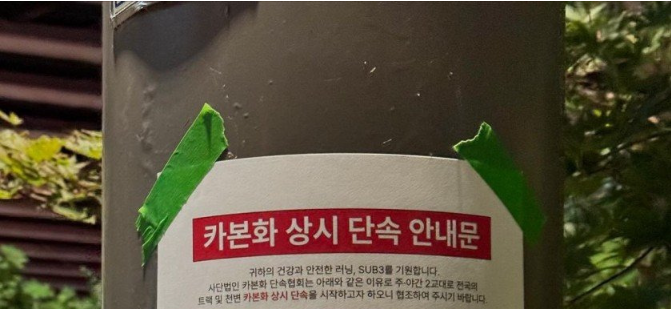 카본화 상시 단속 안내문
귀하의 건강과 안전한 러닝, SUB3를 기원합니다.
사단법인 카본화 단속협회는 아래와 같은 이유로 주·야간 2교대로 전국의
트랙 및 천변 카본화 상시 단속을 시작하고자 하오니 협조하여 주시기 바랍니다.